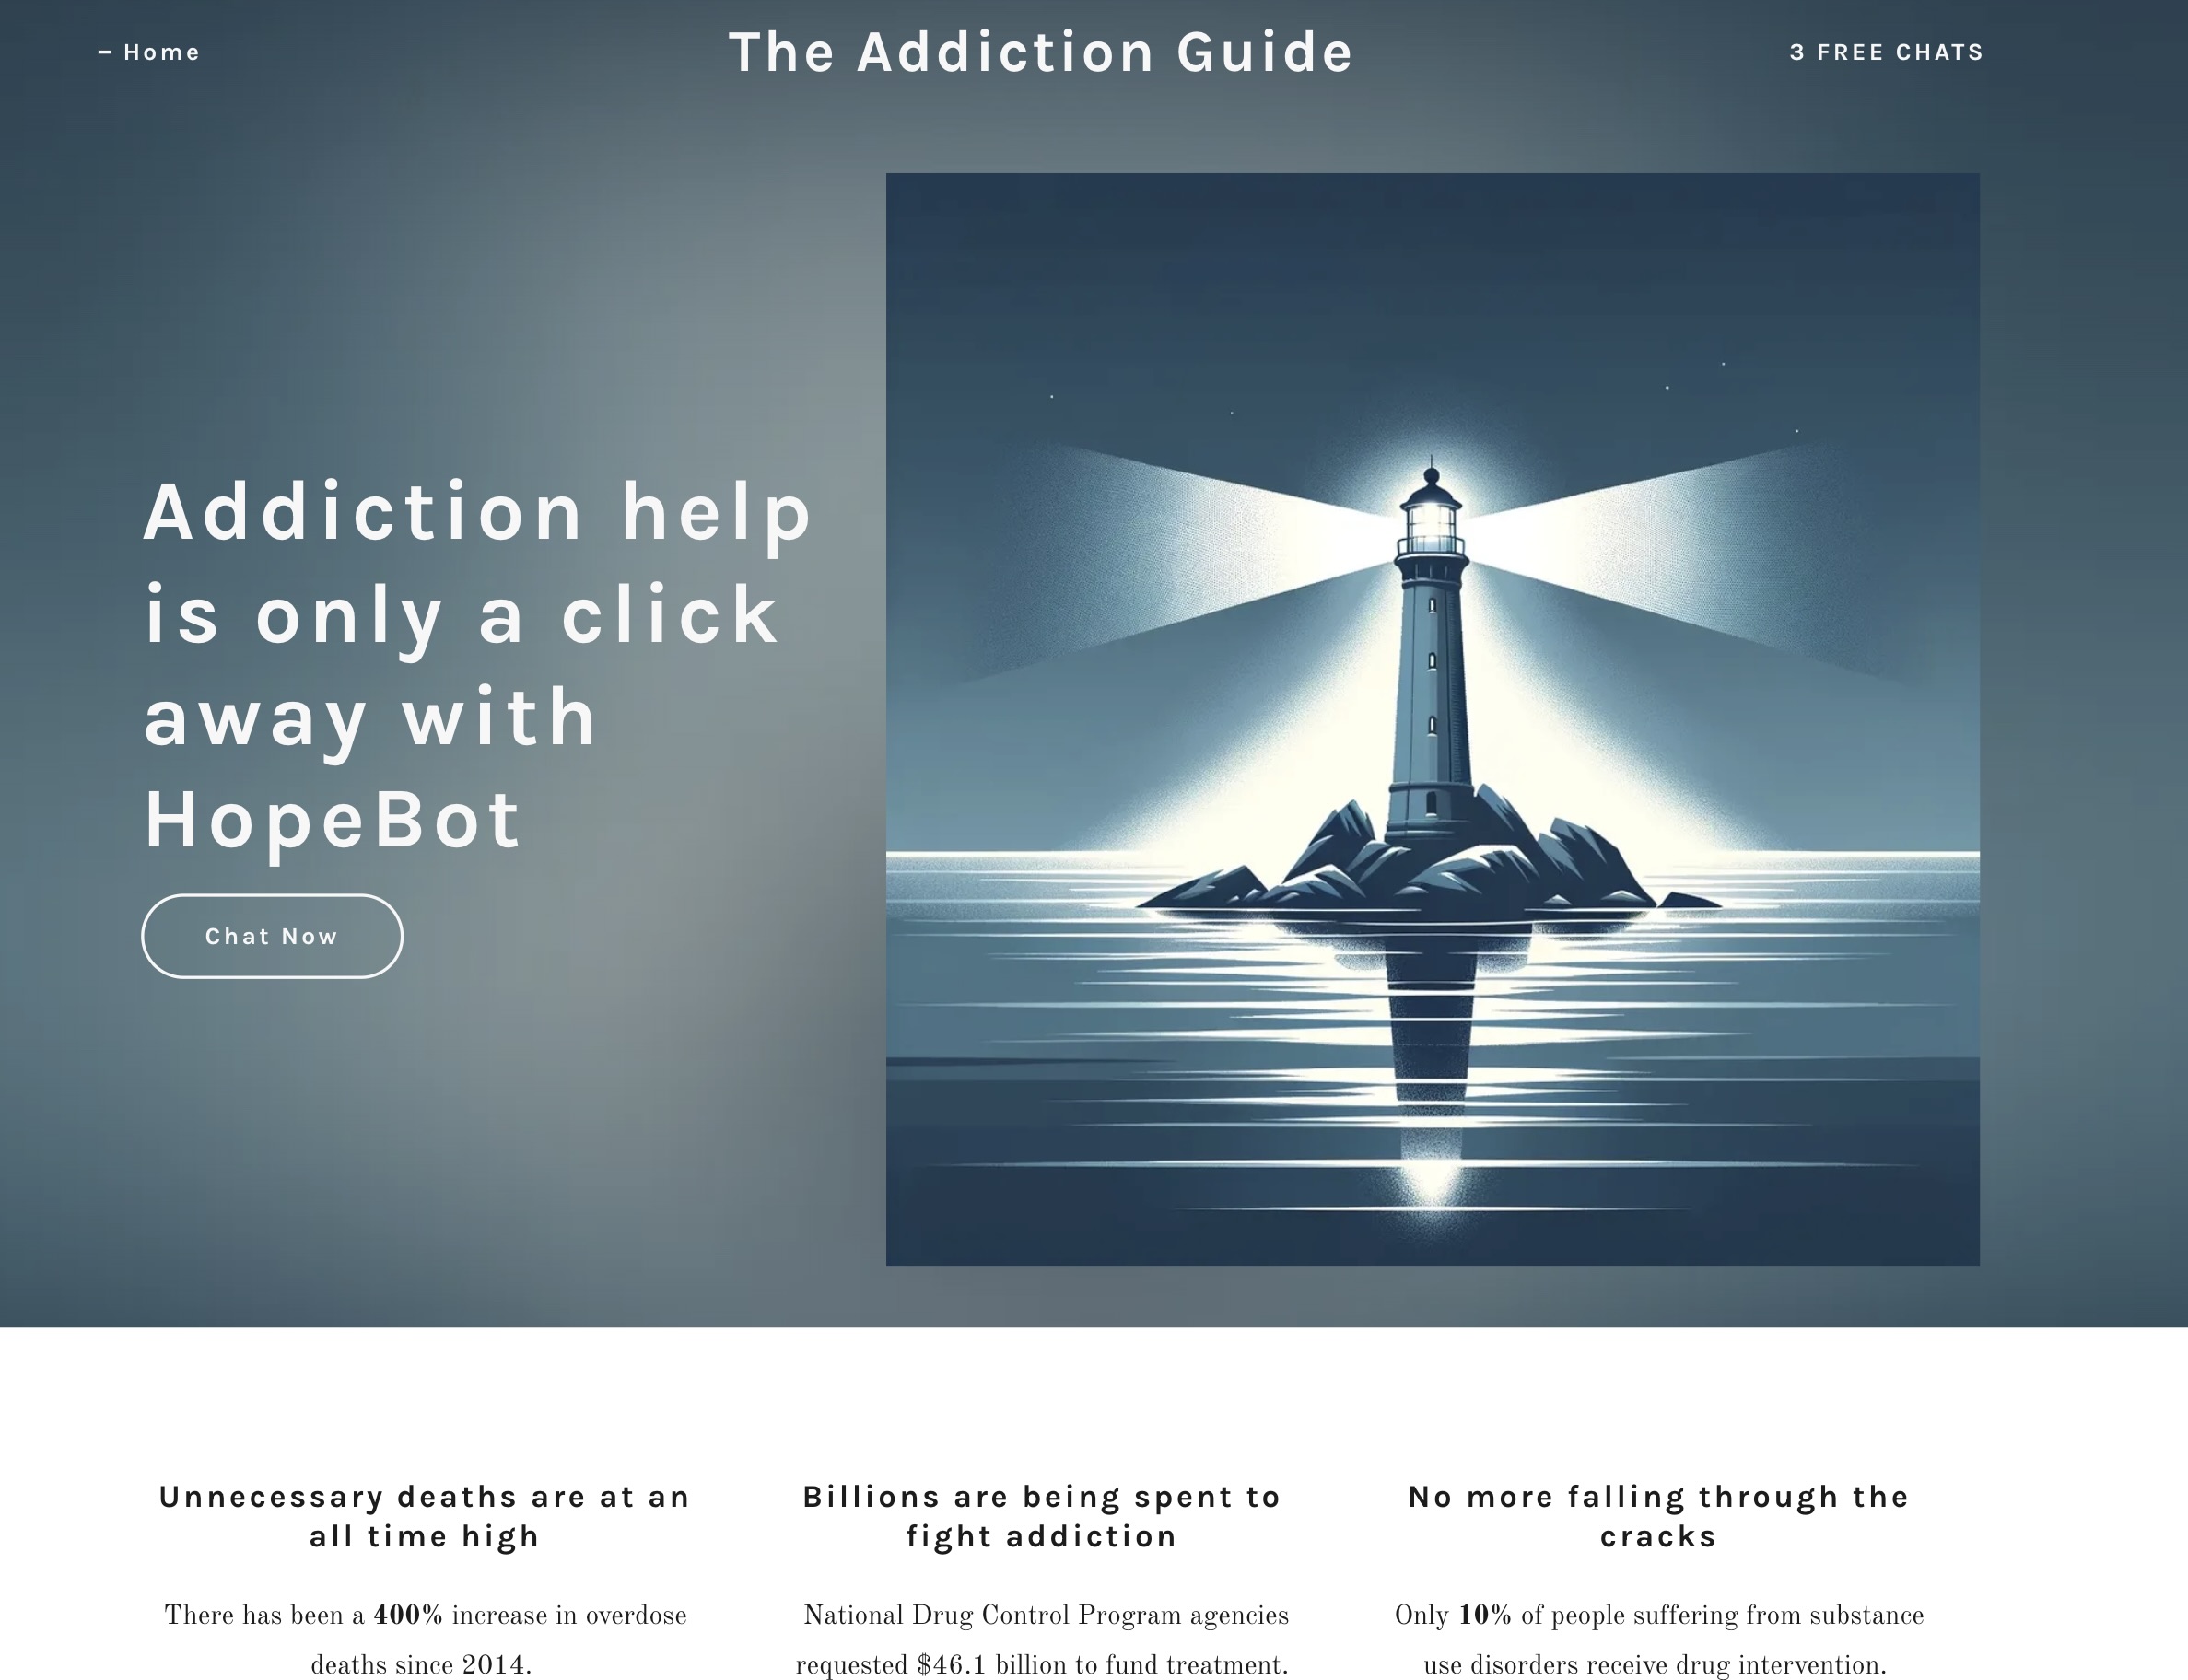 – Home
The Addiction Guide
3 FREE CHATS
Addiction help
is only a click
away with
HopeBot
Chat Now
Unnecessary deaths are at an
all time high
There has been a 400% increase in overdose
deaths since 2014.
Billions are being spent to
fight addiction
National Drug Control Program agencies
requested $46.1 billion to fund treatment.
No more falling through the
cracks
Only 10% of people suffering from substance
use disorders receive drug intervention.